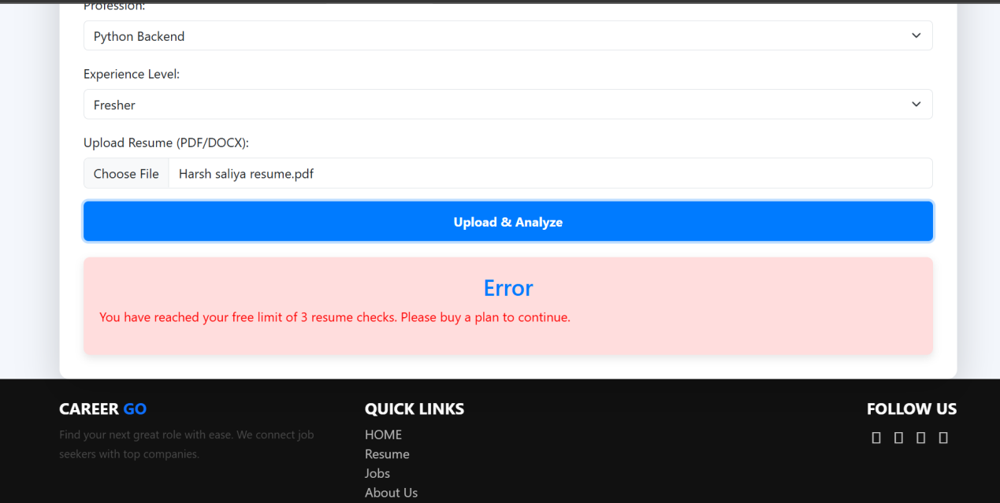 Profession:
Python Backend
Experience Level:
Fresher
Upload Resume (PDF/DOCX):
Choose File Harsh saliya resume.pdf
Upload & Analyze
Error
You have reached your free limit of 3 resume checks. Please buy a plan to continue.
CAREER GO
Find your next great role with ease. We connect job
seekers with top companies.
QUICK LINKS
HOME
Resume
Jobs
About Us
FOLLOW US